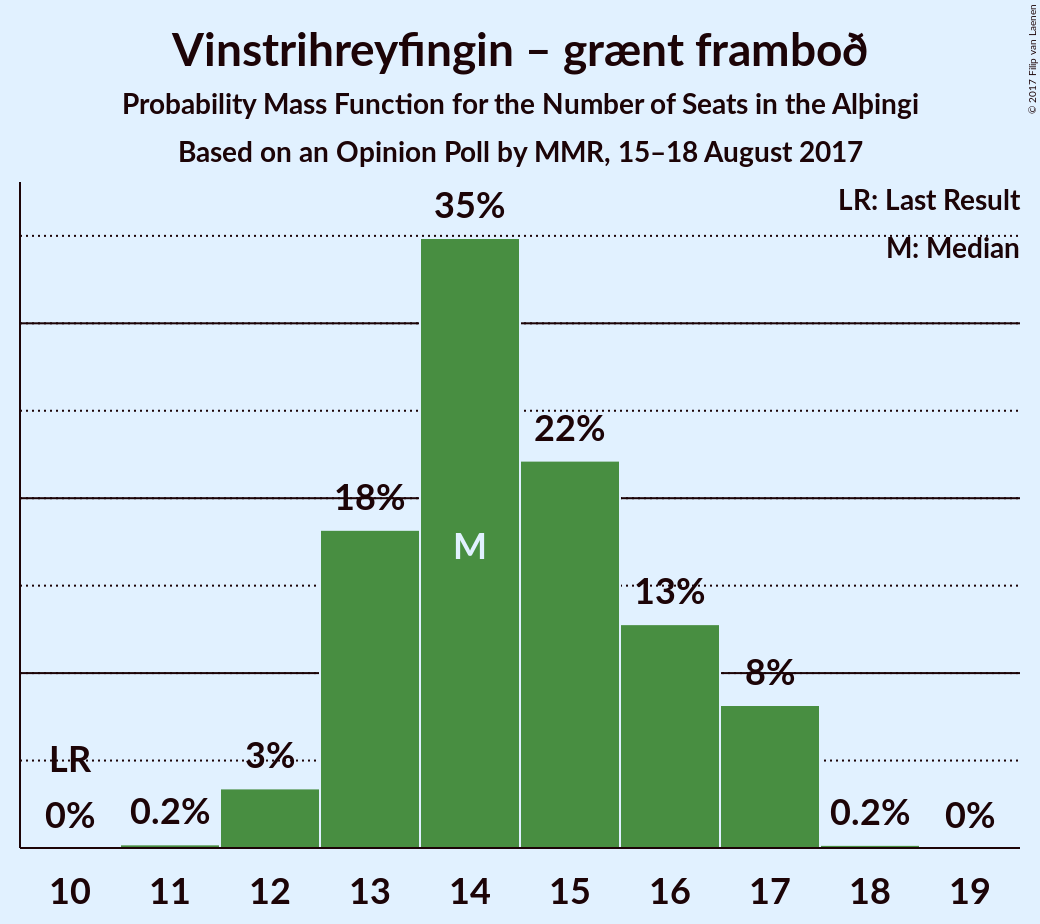 Vinstrihreyfingin – grænt framboð
Probability Mass Function for the Number of Seats in the Alþingi
Based on an Opinion Poll by MMR, 15–18 August 2017
© 2017 Filip van Laenen
LR: Last Result
M: Median
35%
22%
18%
M
13%
8%
LR
3%
0%
0.2%
0.2%
0%
10 11 12 13 14 15 16 17 18 19